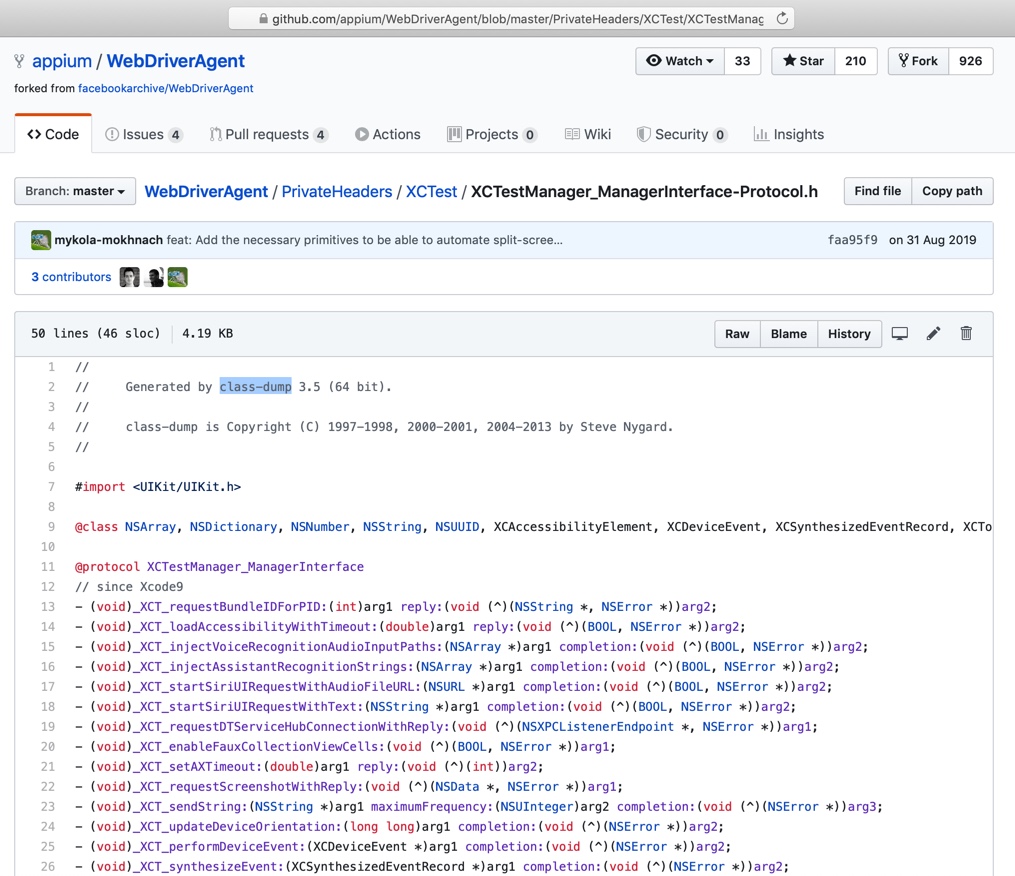 github.com/appium/WebDriverAgent/blob/master/PrivateHeaders/XCTest/XCTestManag
appium / WebDriverAgent
Watch 33 Star 210 Fork 926
forked from facebookarchive/WebDriverAgent
Code Issues 4 Pull requests 4 Actions Projects 0 Wiki Security 0 Insights
Branch: master WebDriverAgent / PrivateHeaders / XCTest / XCTestManager_ManagerInterface-Protocol.h Find file Copy path
mykola-mokhnach feat: Add the necessary primitives to be able to automate split-scree... faa95f9 on 31 Aug 2019
3 contributors
50 lines (46 sloc) 4.19 KB Raw Blame History
1 //
2 // Generated by class-dump 3.5 (64 bit).
3 //
4 // class-dump is Copyright (C) 1997-1998, 2000-2001, 2004-2013 by Steve Nygard.
5 //
6
7 #import <UIKit/UIKit.h>
8
9 @class NSArray, NSDictionary, NSNumber, NSString, NSUUID, XCAccessibilityElement, XCDeviceEvent, XCSynthesizedEventRecord, XCTo
10
11 @protocol XCTestManager_ManagerInterface
12 // since Xcode9
13 - (void)_XCT_requestBundleIDForPID:(int)arg1 reply:(void (^)(NSString *, NSError *))arg2;
14 - (void)_XCT_loadAccessibilityWithTimeout:(double)arg1 reply:(void (^)(BOOL, NSError *))arg2;
15 - (void)_XCT_injectVoiceRecognitionAudioInputPaths:(NSArray *)arg1 completion:(void (^)(BOOL, NSError *))arg2;
16 - (void)_XCT_injectAssistantRecognitionStrings:(NSArray *)arg1 completion:(void (^)(BOOL, NSError *))arg2;
17 - (void)_XCT_startSiriUIRequestWithAudioFileURL:(NSURL *)arg1 completion:(void (^)(BOOL, NSError *))arg2;
18 - (void)_XCT_startSiriUIRequestWithText:(NSString *)arg1 completion:(void (^)(BOOL, NSError *))arg2;
19 - (void)_XCT_requestDTServiceHubConnectionWithReply:(void (^)(NSXPCListenerEndpoint *, NSError *))arg1;
20 - (void)_XCT_enableFauxCollectionViewCells:(void (^)(BOOL, NSError *))arg1;
21 - (void)_XCT_setAXTimeout:(double)arg1 reply:(void (^)(int))arg2;
22 - (void)_XCT_requestScreenshotWithReply:(void (^)(NSData *, NSError *))arg1;
23 - (void)_XCT_sendString:(NSString *)arg1 maximumFrequency:(NSUInteger)arg2 completion:(void (^)(NSError *))arg3;
24 - (void)_XCT_updateDeviceOrientation:(long long)arg1 completion:(void (^)(NSError *))arg2;
25 - (void)_XCT_performDeviceEvent:(XCDeviceEvent *)arg1 completion:(void (^)(NSError *))arg2;
26 - (void)_XCT_synthesizeEvent:(XCSynthesizedEventRecord *)arg1 completion:(void (^)(NSError *))arg2;